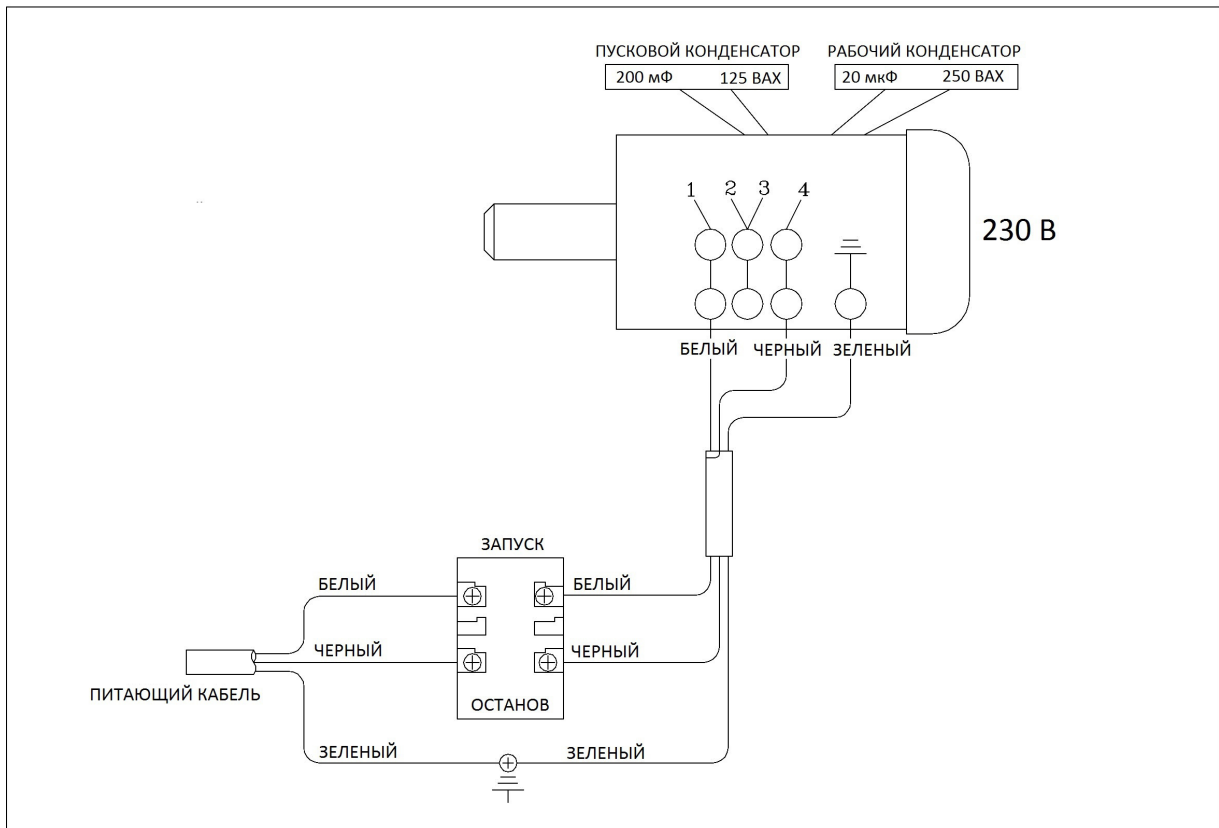 ПУСКОВОЙ КОНДЕНСАТОР
РАБОЧИЙ КОНДЕНСАТОР
200 мФ 125 ВАХ
20 мкФ 250 ВАХ
1 2 3 4
230 В
БЕЛЫЙ ЧЕРНЫЙ ЗЕЛЕНЫЙ
ЗАПУСК
БЕЛЫЙ
БЕЛЫЙ
ЧЕРНЫЙ
ЧЕРНЫЙ
ПИТАЮЩИЙ КАБЕЛЬ
ОСТАНОВ
ЗЕЛЕНЫЙ
ЗЕЛЕНЫЙ